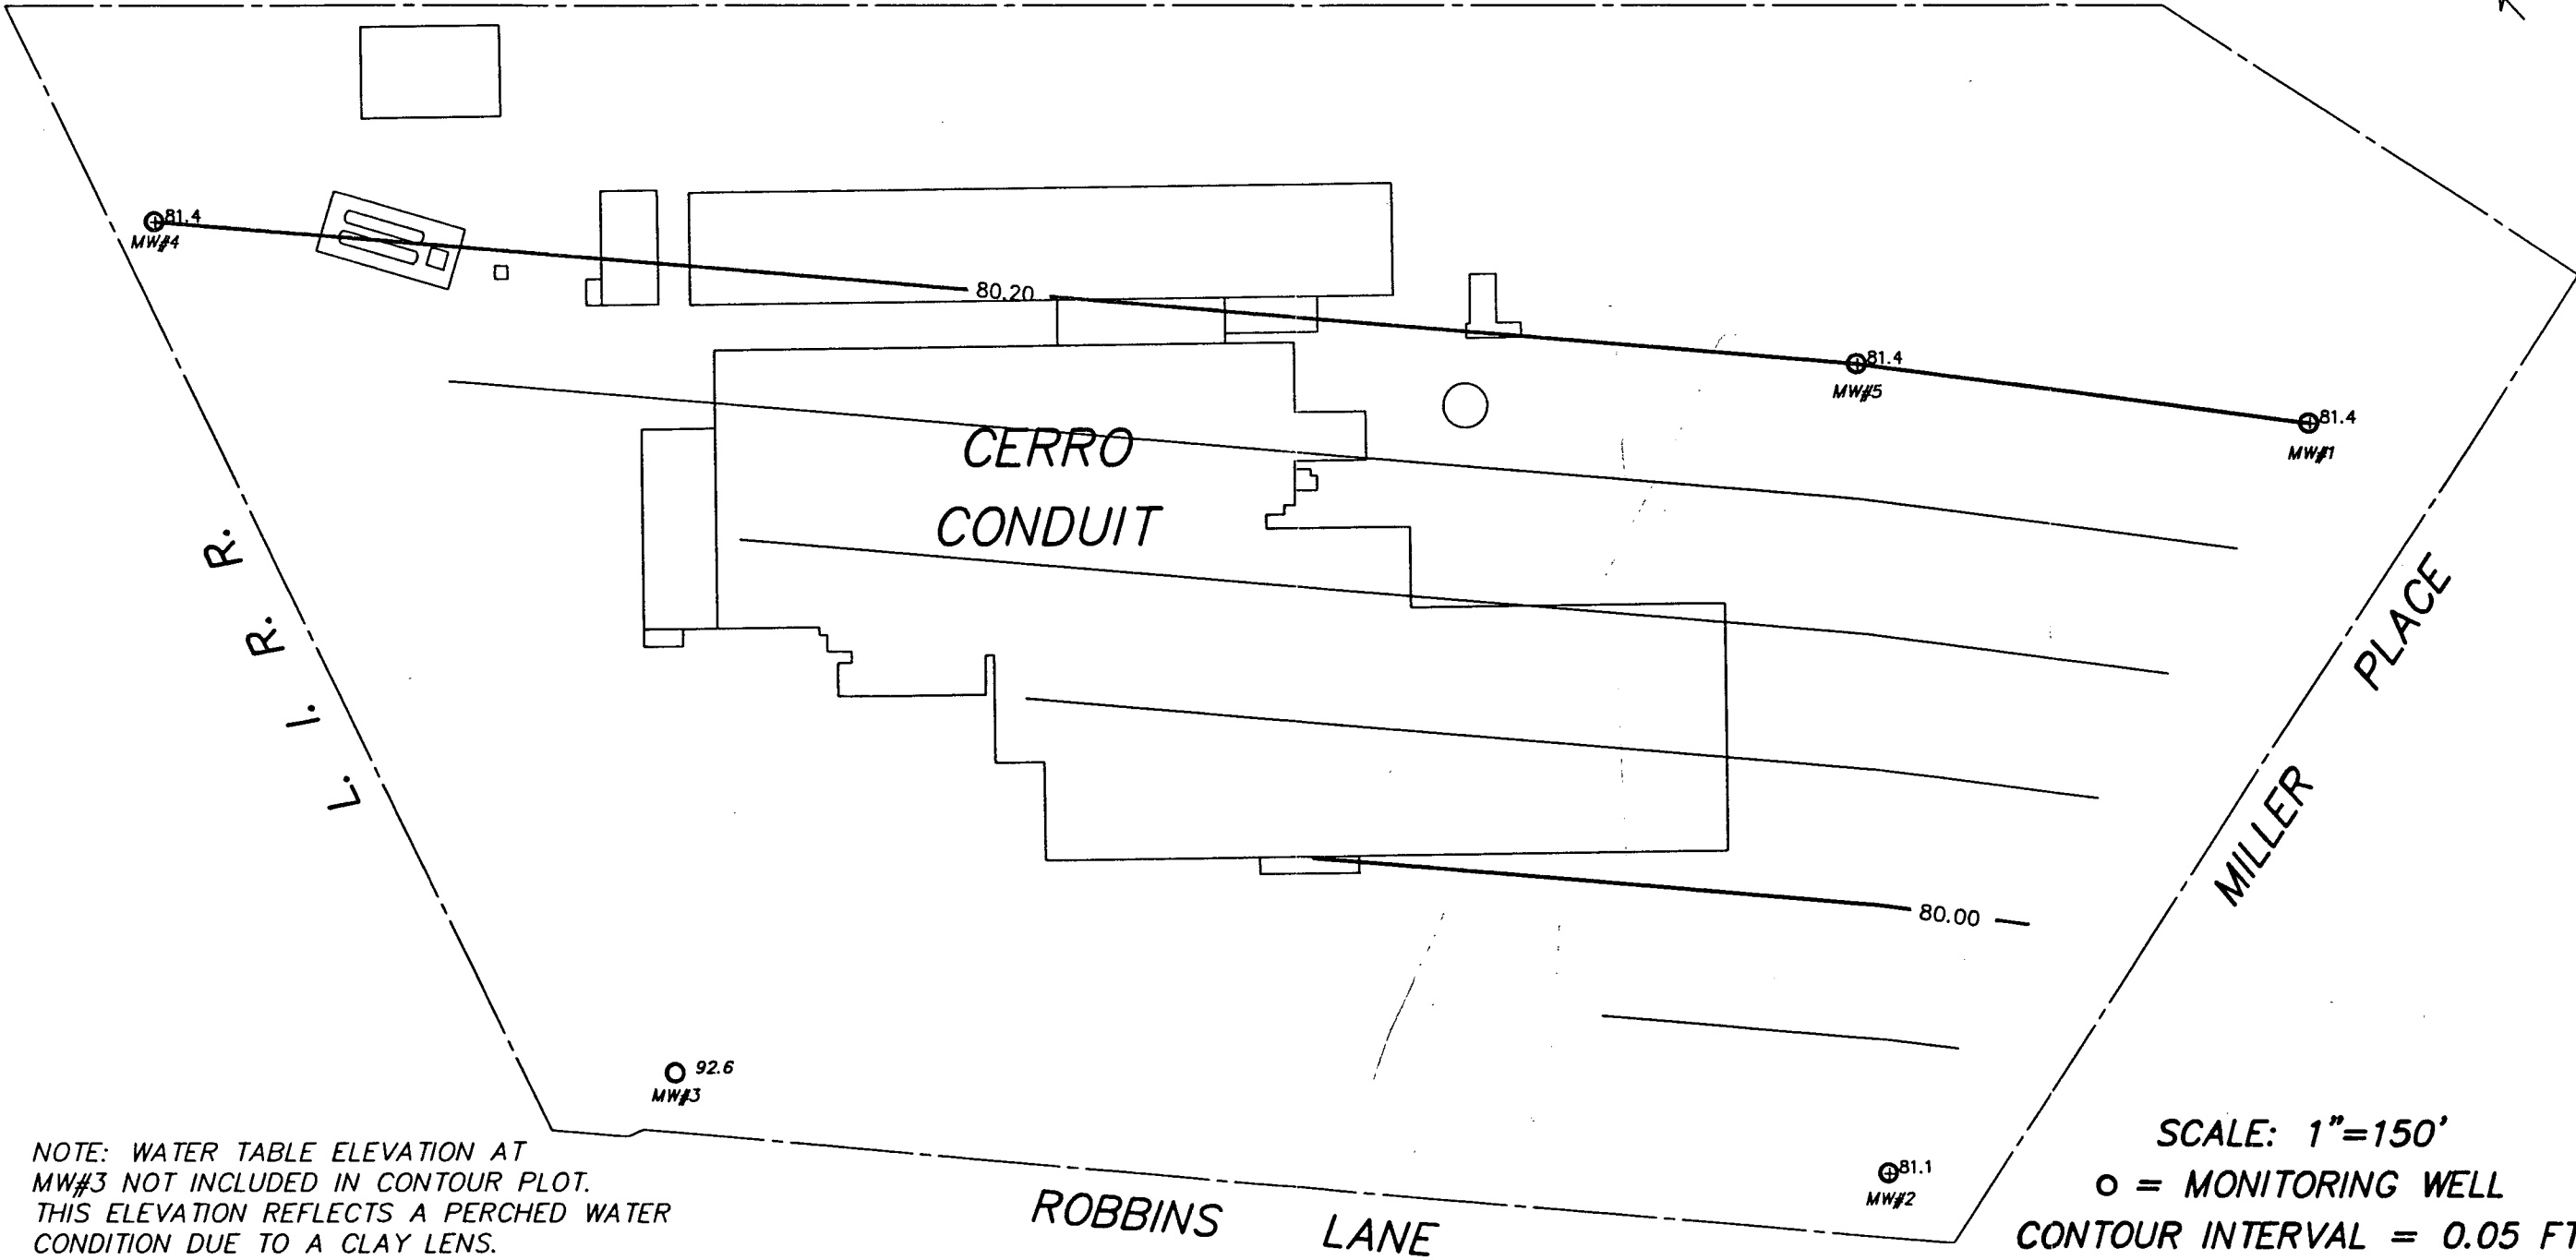 81.4
MW#4
80.20
81.4
MW#5
81.4
MW#1
CERRO
CONDUIT
L. I. R. R.
MILLER PLACE
80.00
92.6
MW#3
81.1
MW#2
ROBBINS LANE
NOTE: WATER TABLE ELEVATION AT
MW#3 NOT INCLUDED IN CONTOUR PLOT.
THIS ELEVATION REFLECTS A PERCHED WATER
CONDITION DUE TO A CLAY LENS.
SCALE: 1"=150'
O = MONITORING WELL
CONTOUR INTERVAL = 0.05 FT